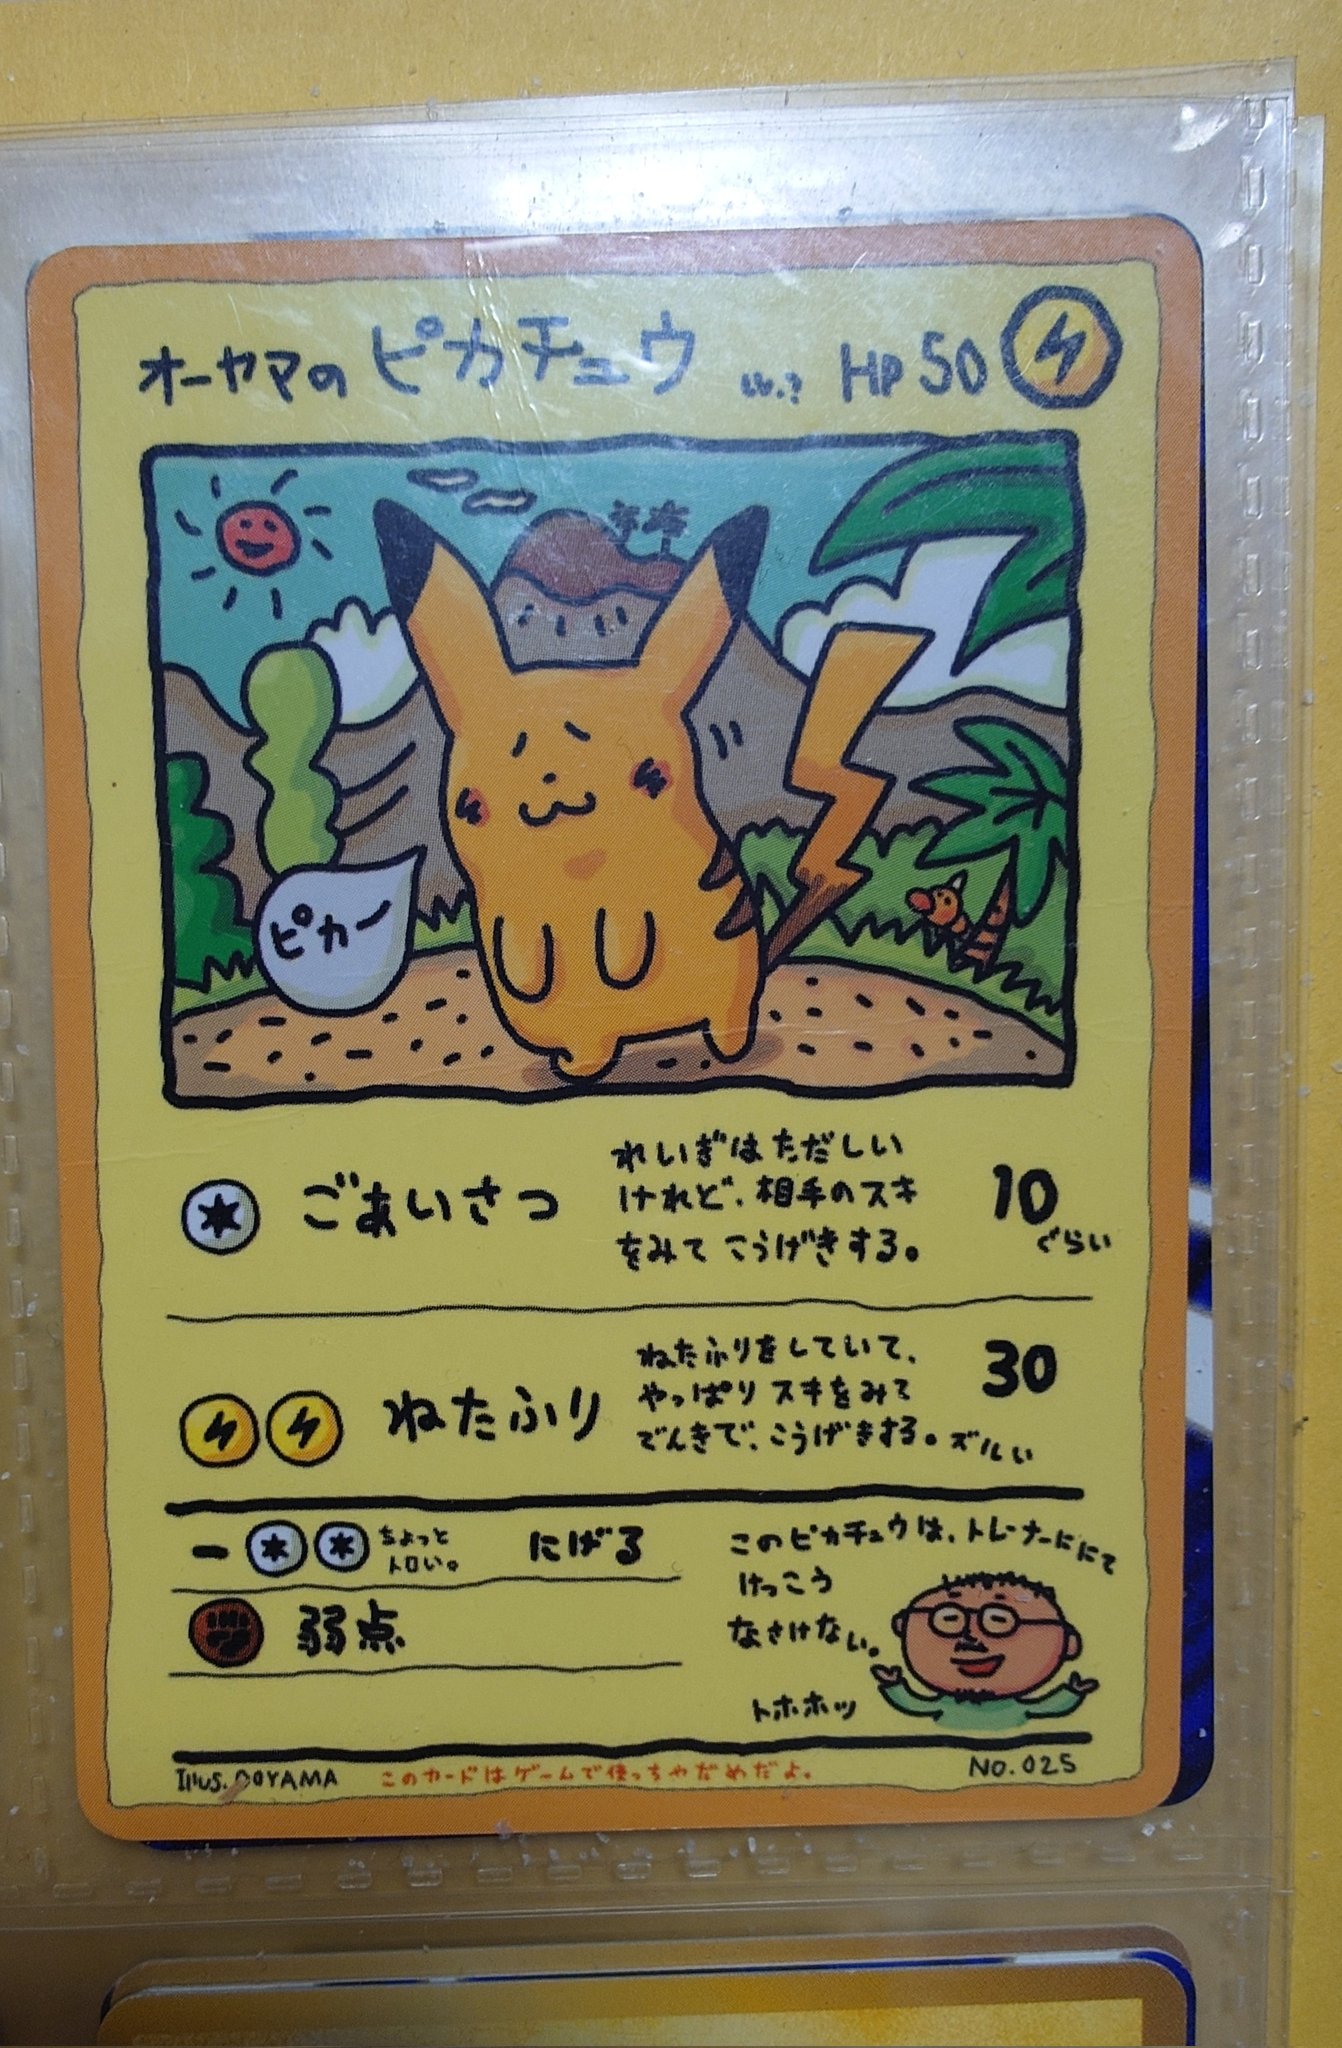 オーヤマのピカチュウ LV.? HP50
ピカー
ごあいさつ
れいぎはただしい
けれど、相手のスキ
をみて こうげきする。
10
ぐらい
ねたふり
ねたふりをしていて、
やっぱり スキをみて
でんきで、こうげきする。ズルい
30
ー
ちょっと
トロい。
にげる
弱点
このピカチュウは、トレーナーににて
けっこう
なさけない。
トホホッ
Illus. OOYAMA
このカードはゲームで使っちゃだめだよ。
NO.025